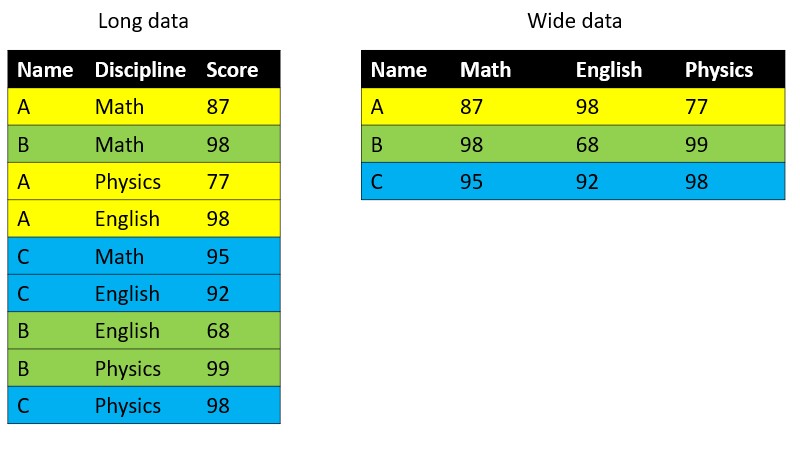 Long data
Name Discipline Score
A Math 87
B Math 98
A Physics 77
A English 98
C Math 95
C English 92
B English 68
B Physics 99
C Physics 98
Wide data
Name Math English Physics
A 87 98 77
B 98 68 99
C 95 92 98